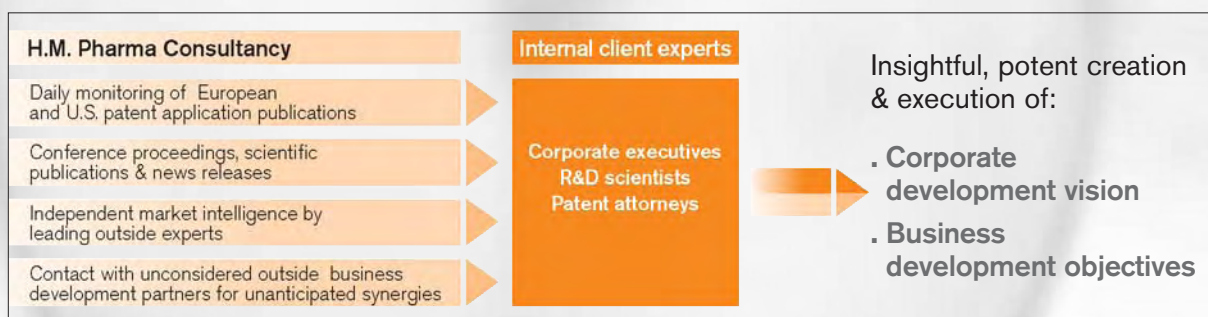 H.M. Pharma Consultancy
Daily monitoring of European
and U.S. patent application publications
Conference proceedings, scientific
publications & news releases
Independent market intelligence by
leading outside experts
Contact with unconsidered outside business
development partners for unanticipated synergies
Internal client experts
Corporate executives
R&D scientists
Patent attorneys
Insightful, potent creation
& execution of:
. Corporate
development vision
. Business
development objectives